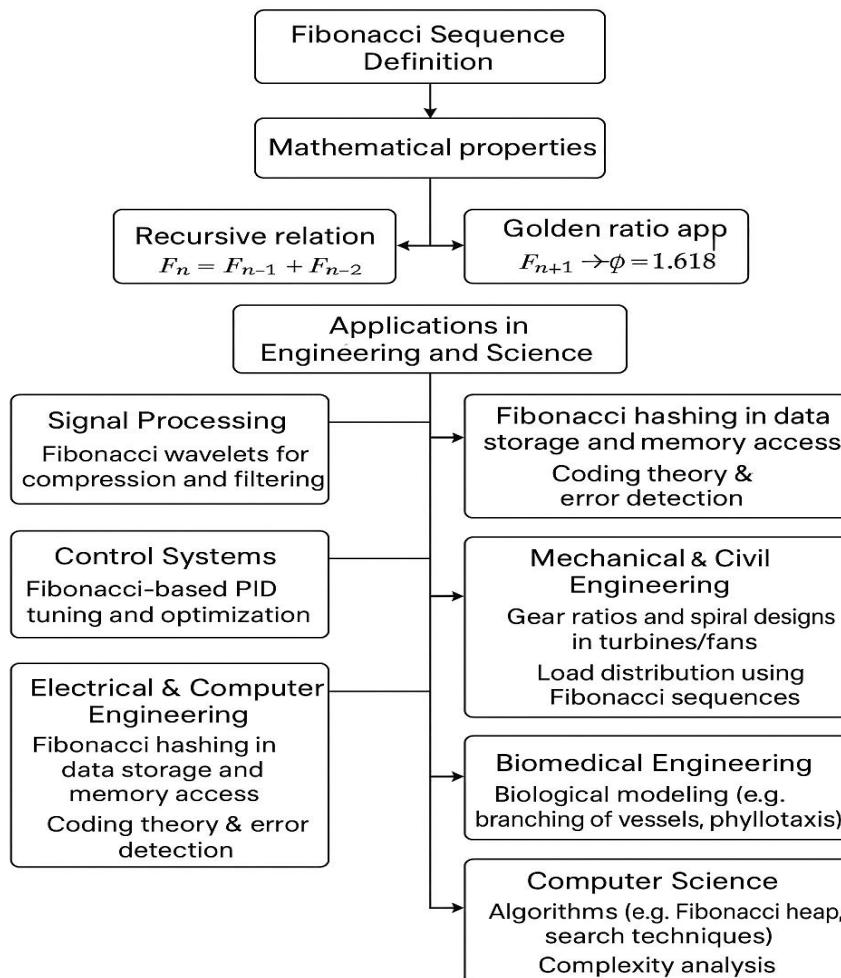 Fibonacci Sequence
Definition
Mathematical properties
Recursive relation
Fₙ = Fₙ₋₁ + Fₙ₋₂
Golden ratio app
Fₙ₊₁ → ϕ = 1.618
Applications in
Engineering and Science
Signal Processing
Fibonacci wavelets for
compression and filtering
Control Systems
Fibonacci-based PID
tuning and optimization
Electrical & Computer
Engineering
Fibonacci hashing in
data storage and
memory access
Coding theory & error
detection
Fibonacci hashing in data
storage and memory access
Coding theory &
error detection
Mechanical & Civil
Engineering
Gear ratios and spiral designs
in turbines/fans
Load distribution using
Fibonacci sequences
Biomedical Engineering
Biological modeling (e.g.
branching of vessels, phyllotaxis)
Computer Science
Algorithms (e.g. Fibonacci heap,
search techniques)
Complexity analysis